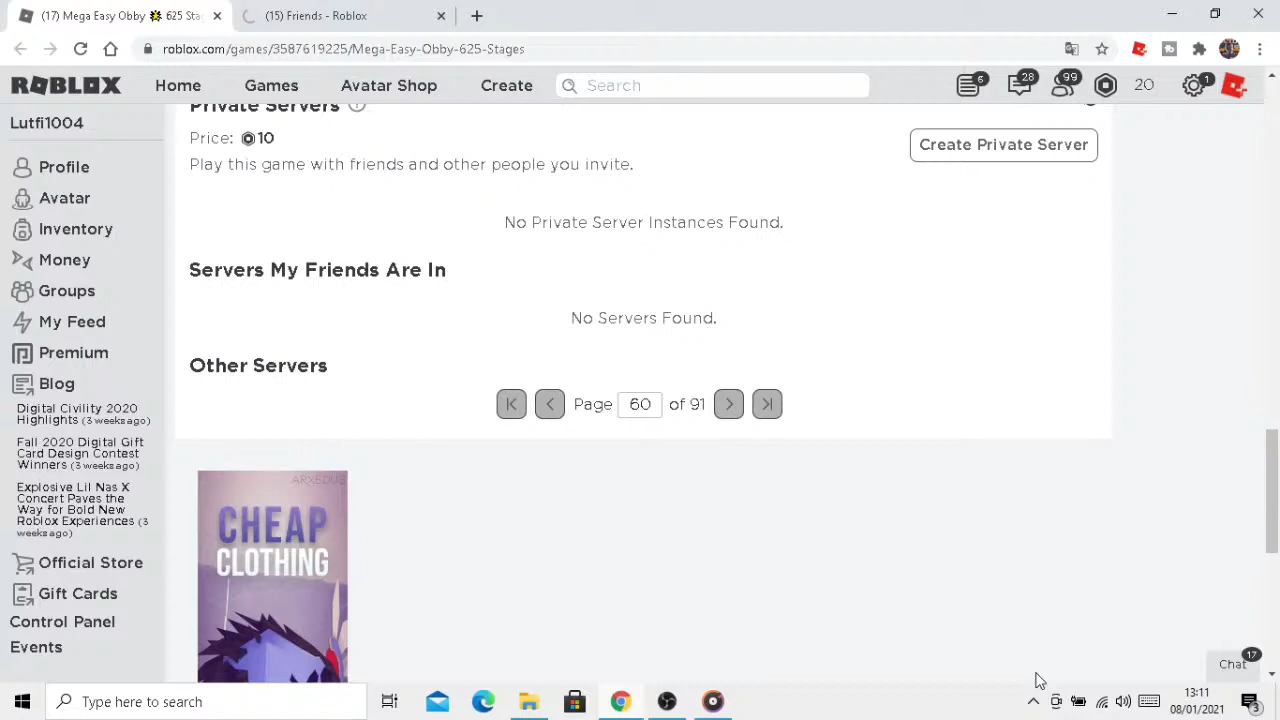 (17) Mega Easy Obby 🌟 625 Stag
(15) Friends - Roblox
roblox.com/games/3587619225/Mega-Easy-Obby-625-Stages
ROBLOX
Home
Games
Avatar Shop
Create
Search
6
28
99
20
1
Lutfi1004
Private Servers
Price: 10
Create Private Server
Play this game with friends and other people you invite.
No Private Server Instances Found.
Servers My Friends Are In
No Servers Found.
Other Servers
Page 60 of 91
Profile
Avatar
Inventory
Money
Groups
My Feed
Premium
Blog
Digital Civility 2020
Highlights (3 weeks ago)
Fall 2020 Digital Gift
Card Design Contest
Winners (3 weeks ago)
Explosive Lil Nas X
Concert Paves the
Way for Bold New
Roblox Experiences (3
weeks ago)
Official Store
Gift Cards
Control Panel
Events
CHEAP
CLOTHING
Chat
17
Type here to search
13:11
08/01/2021
3